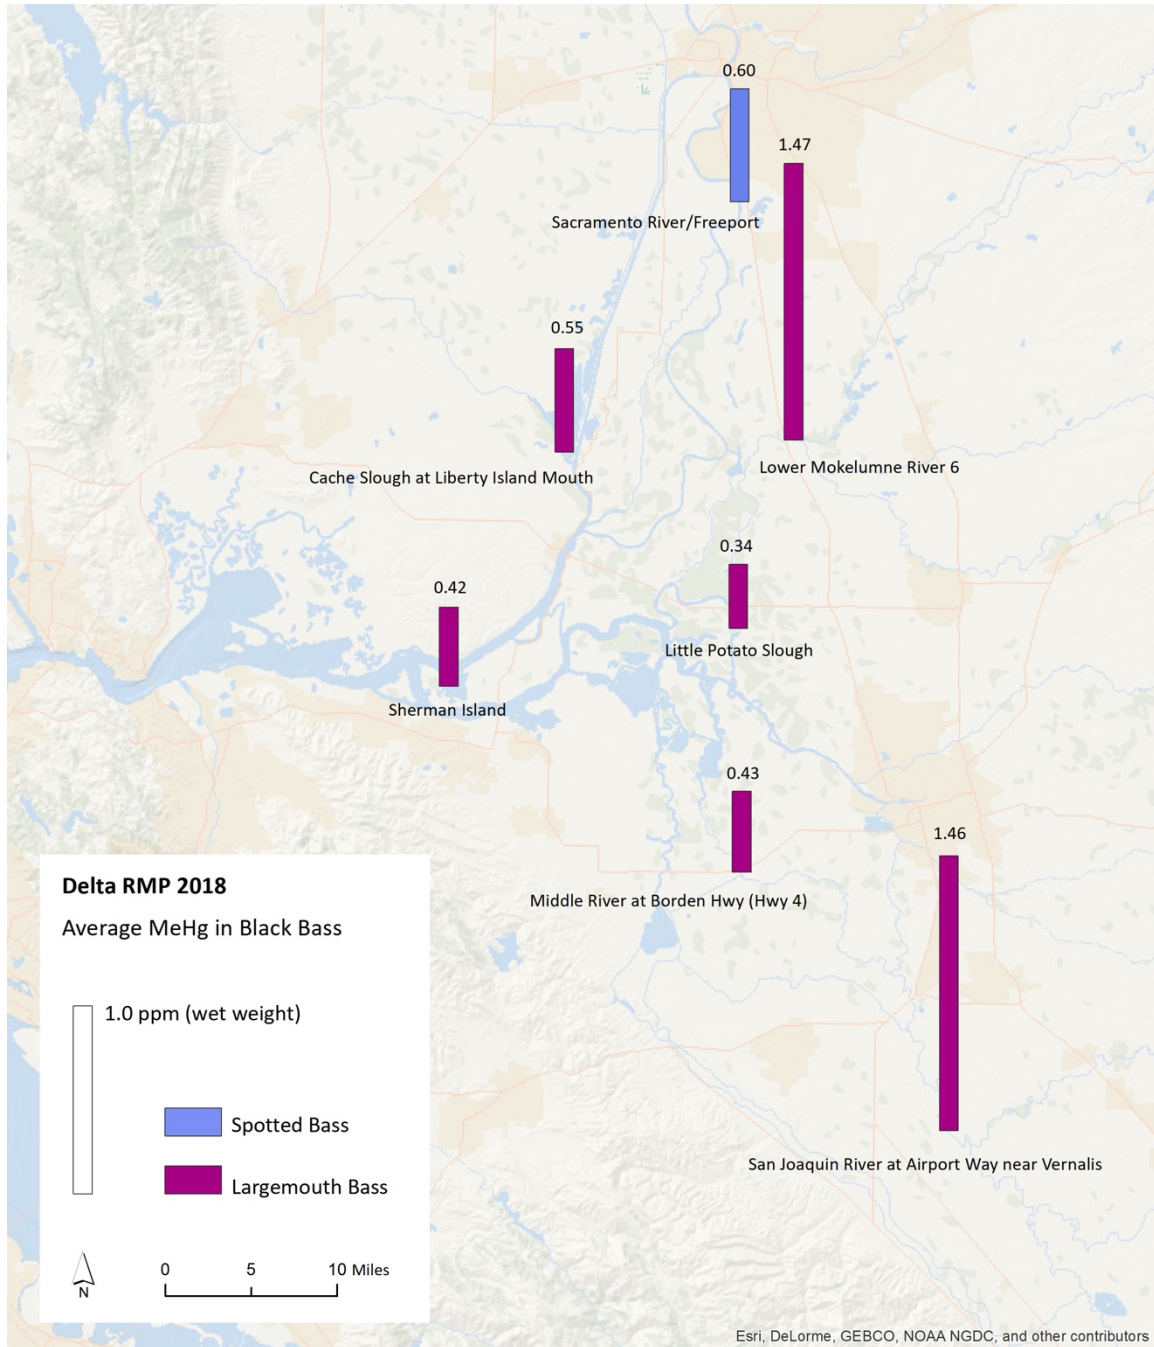 0.60
1.47
Sacramento River/Freeport
0.55
Lower Mokelumne River 6
Cache Slough at Liberty Island Mouth
0.34
0.42
Little Potato Slough
Sherman Island
0.43
1.46
Middle River at Borden Hwy (Hwy 4)
San Joaquin River at Airport Way near Vernalis
Delta RMP 2018
Average MeHg in Black Bass
1.0 ppm (wet weight)
Spotted Bass
Largemouth Bass
0 5 10 Miles
N
Esri, DeLorme, GEBCO, NOAA NGDC, and other contributors